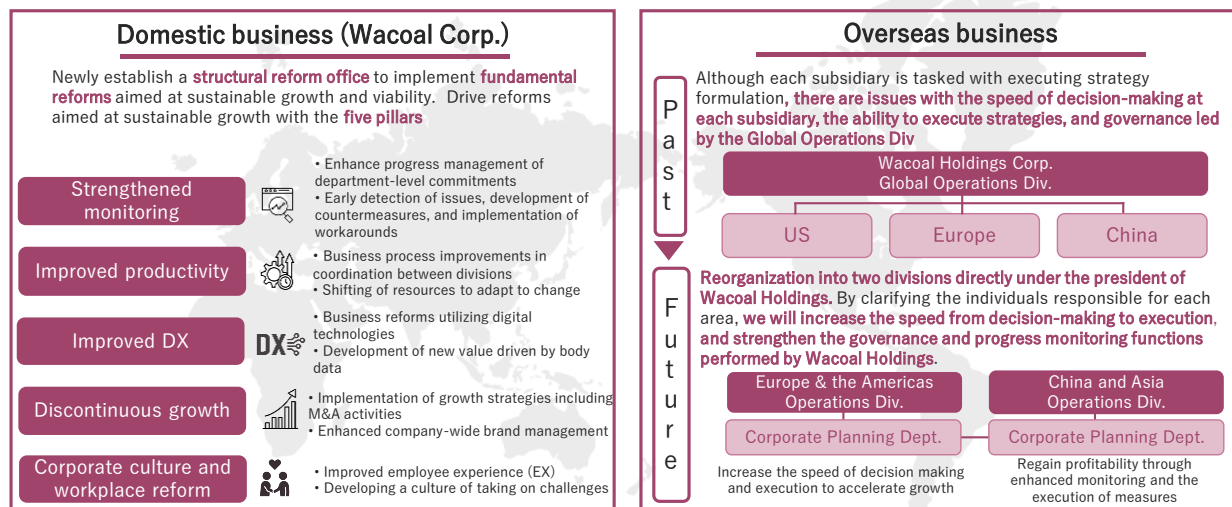 Domestic business (Wacoal Corp.)
Newly establish a structural reform office to implement fundamental
reforms aimed at sustainable growth and viability. Drive reforms
aimed at sustainable growth with the five pillars
Strengthened
monitoring
• Enhance progress management of
department-level commitments
• Early detection of issues, development of
countermeasures, and implementation of
workarounds
Improved productivity
• Business process improvements in
coordination between divisions
• Shifting of resources to adapt to change
Improved DX
DX
• Business reforms utilizing digital
technologies
• Development of new value driven by body
data
Discontinuous growth
• Implementation of growth strategies including
M&A activities
• Enhanced company-wide brand management
Corporate culture and
workplace reform
• Improved employee experience (EX)
• Developing a culture of taking on challenges
Overseas business
Past
Although each subsidiary is tasked with executing strategy
formulation, there are issues with the speed of decision-making at
each subsidiary, the ability to execute strategies, and governance led
by the Global Operations Div
Wacoal Holdings Corp.
Global Operations Div.
US
Europe
China
Future
Reorganization into two divisions directly under the president of
Wacoal Holdings. By clarifying the individuals responsible for each
area, we will increase the speed from decision-making to execution,
and strengthen the governance and progress monitoring functions
performed by Wacoal Holdings.
Europe & the Americas
Operations Div.
Corporate Planning Dept.
Increase the speed of decision making
and execution to accelerate growth
China and Asia
Operations Div.
Corporate Planning Dept.
Regain profitability through
enhanced monitoring and the
execution of measures